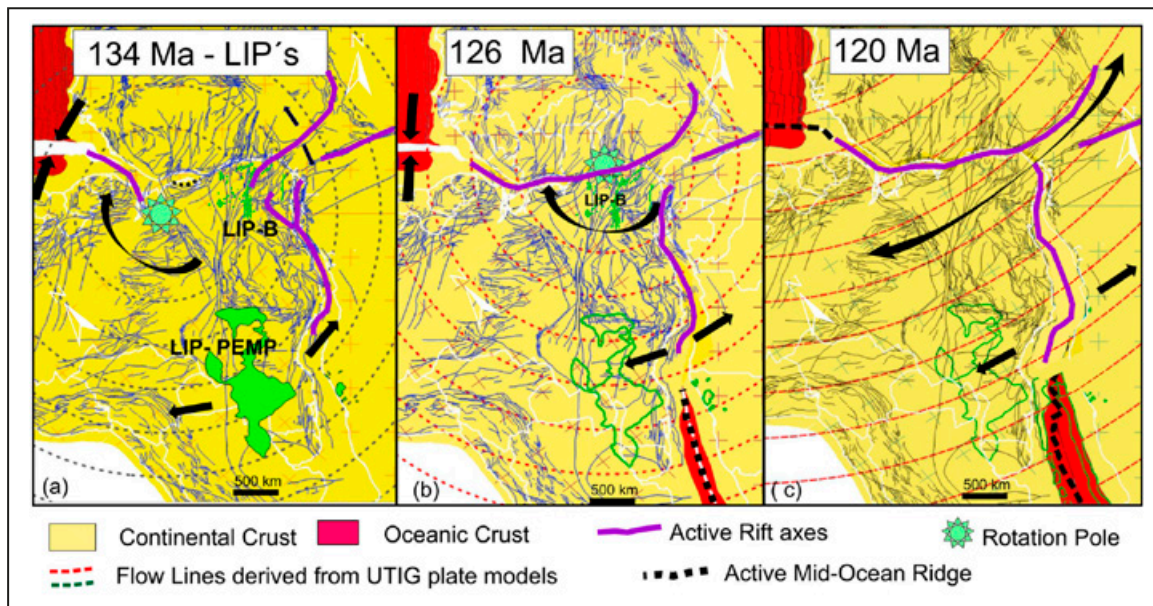 134 Ma - LIP´s
126 Ma
120 Ma
LIP-B
LIP-B
LIP- PEMP
(a)
500 km
(b)
500 km
( c)
500 km
Continental Crust
Oceanic Crust
Active Rift axes
Rotation Pole
Flow Lines derived from UTIG plate models
Active Mid-Ocean Ridge